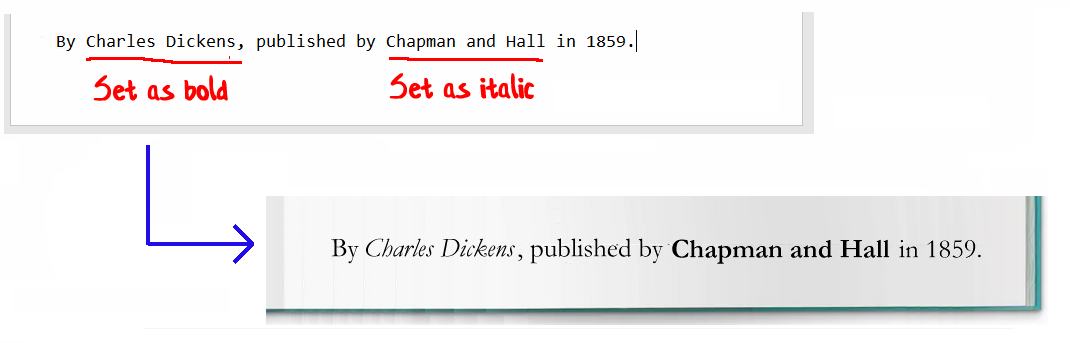 By Charles Dickens, published by Chapman and Hall in 1859.
Set as bold Set as italic
By Charles Dickens, published by Chapman and Hall in 1859.